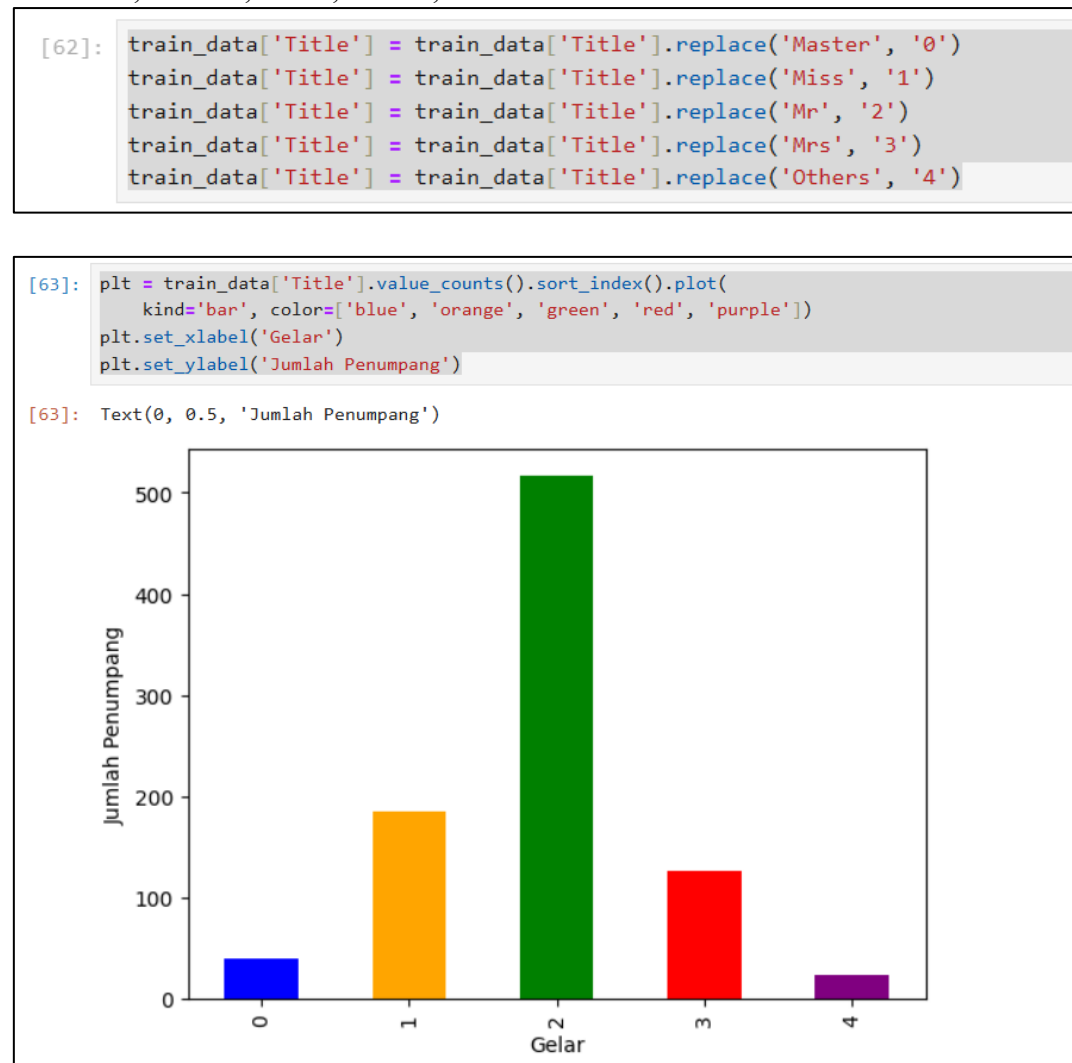 [62]: train_data['Title'] = train_data['Title'].replace('Master', '0')
train_data['Title'] = train_data['Title'].replace('Miss', '1')
train_data['Title'] = train_data['Title'].replace('Mr', '2')
train_data['Title'] = train_data['Title'].replace('Mrs', '3')
train_data['Title'] = train_data['Title'].replace('Others', '4')
[63]: plt = train_data['Title'].value_counts().sort_index().plot(
kind='bar', color=['blue', 'orange', 'green', 'red', 'purple'])
plt.set_xlabel('Gelar')
plt.set_ylabel('Jumlah Penumpang')
[63]: Text(0, 0.5, 'Jumlah Penumpang')
500
400
300
200
100
0
Jumlah Penumpang
0 1 2 3 4
Gelar